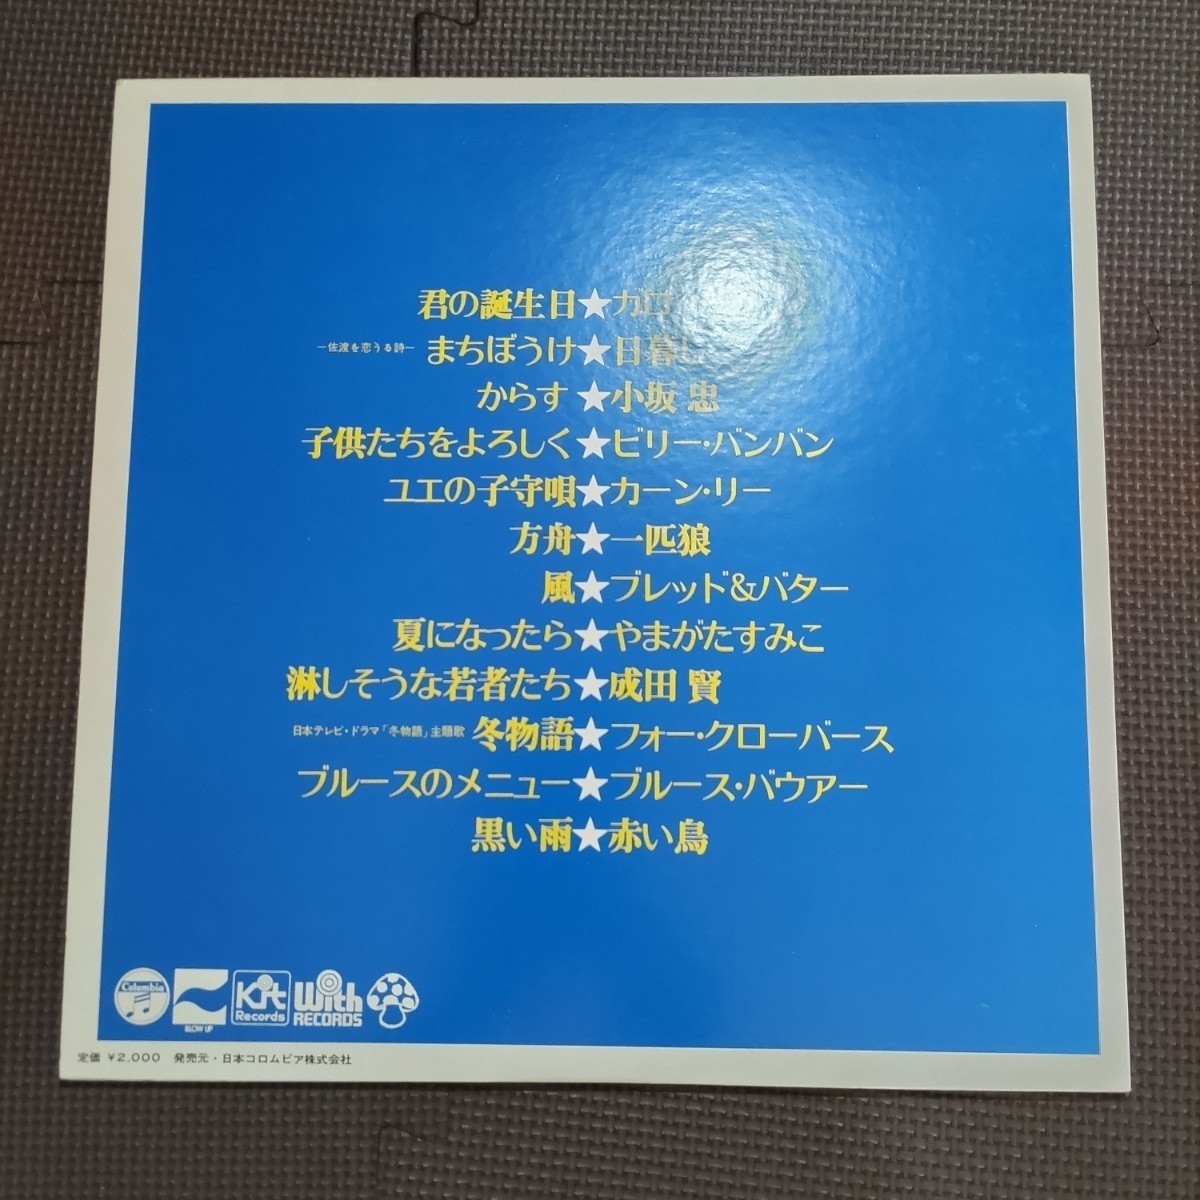 君の誕生日★ガロ
－佐渡を恋うる詩－ まちぼうけ★日暮し
からす★小坂 忠
子供たちをよろしく★ビリー・バンバン
ユエの子守唄★カーン・リー
方舟★一匹狼
風★ブレッド&バター
夏になったら★やまがたすみこ
淋しそうな若者たち★成田 賢
日本テレビ・ドラマ「冬物語」主題歌 冬物語★フォー・クローバース
ブルースのメニュー★ブルース・バウアー
黒い雨★赤い鳥
Columbia
BLOW UP
Kit Records
With RECORDS
定価 ¥2,000 発売元・日本コロムビア株式会社